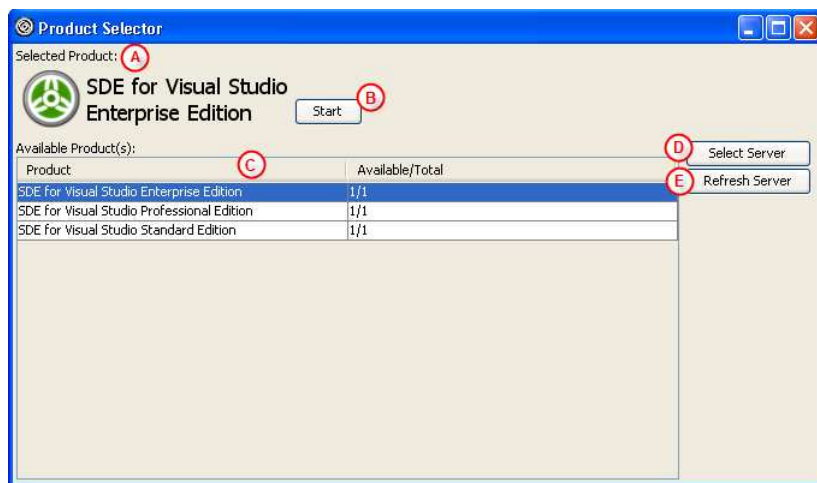 Product Selector
Selected Product: A
SDE for Visual Studio
Enterprise Edition
Start B
Available Product(s):
D Select Server
Product C Available/Total
E Refresh Server
SDE for Visual Studio Enterprise Edition 1/1
SDE for Visual Studio Professional Edition 1/1
SDE for Visual Studio Standard Edition 1/1